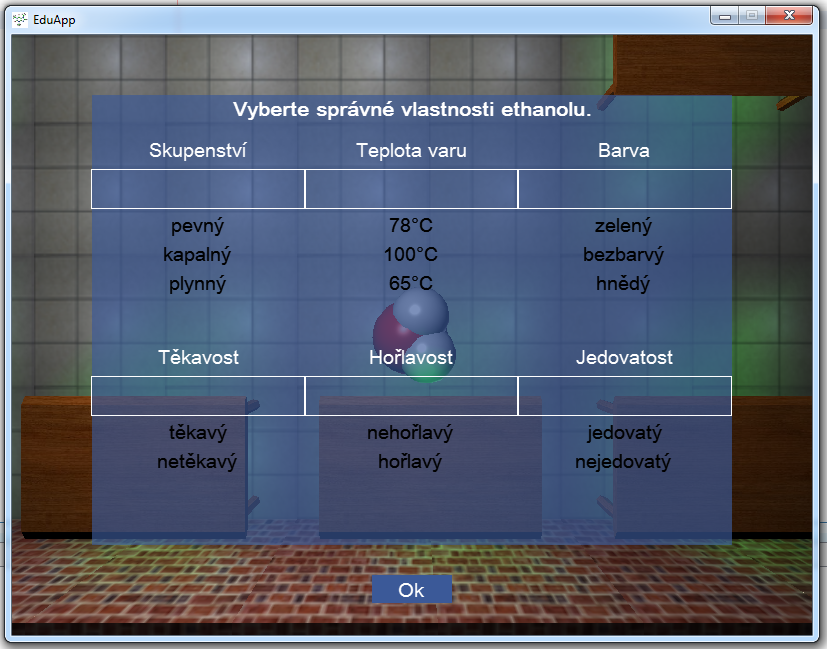 EduApp
Vyberte správné vlastnosti ethanolu.
Skupenství Teplota varu Barva
pevný 78°C zelený
kapalný 100°C bezbarvý
plynný 65°C hnědý
Těkavost Hořlavost Jedovatost
těkavý nehořlavý jedovatý
netěkavý hořlavý nejedovatý
Ok